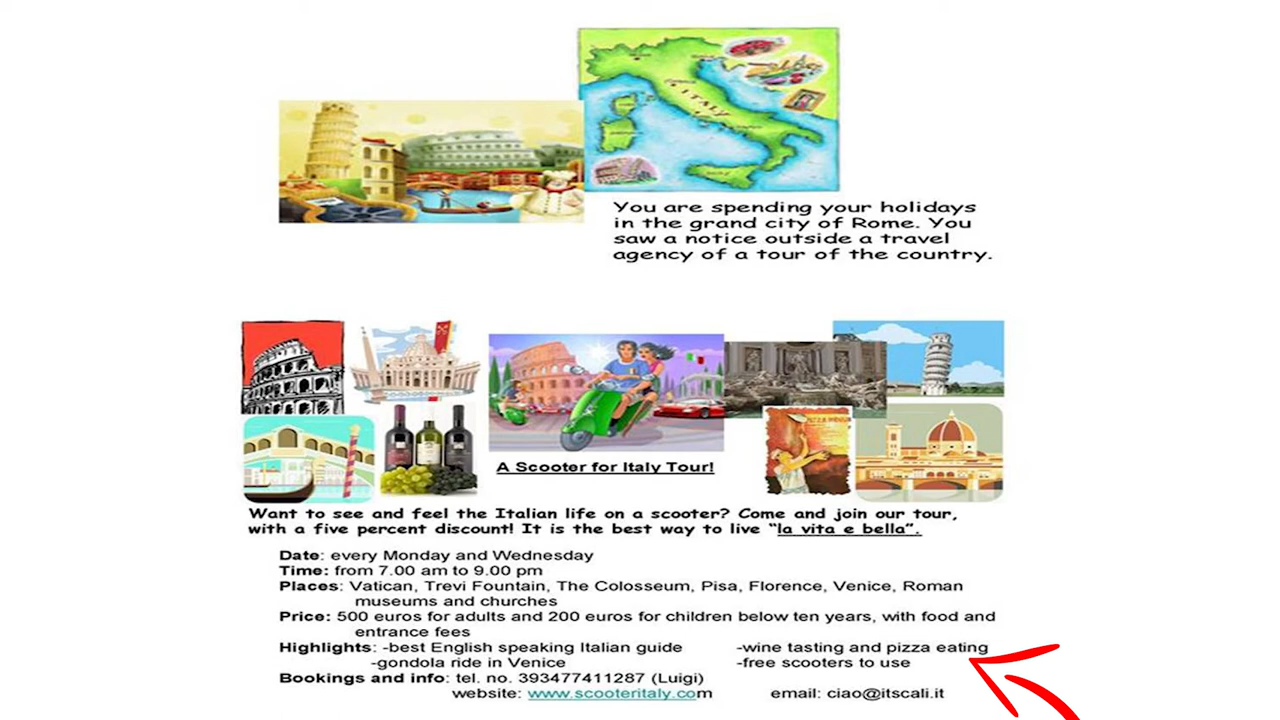 ITALY
You are spending your holidays
in the grand city of Rome. You
saw a notice outside a travel
agency of a tour of the country.
A Scooter for Italy Tour!
Want to see and feel the Italian life on a scooter? Come and join our tour,
with a five percent discount! It is the best way to live “la vita e bella”.
Date: every Monday and Wednesday
Time: from 7.00 am to 9.00 pm
Places: Vatican, Trevi Fountain, The Colosseum, Pisa, Florence, Venice, Roman
museums and churches
Price: 500 euros for adults and 200 euros for children below ten years, with food and
entrance fees
Highlights: -best English speaking Italian guide -wine tasting and pizza eating
-gondola ride in Venice -free scooters to use
Bookings and info: tel. no. 393477411287 (Luigi)
website: www.scooteritaly.com email: ciao@itscali.it